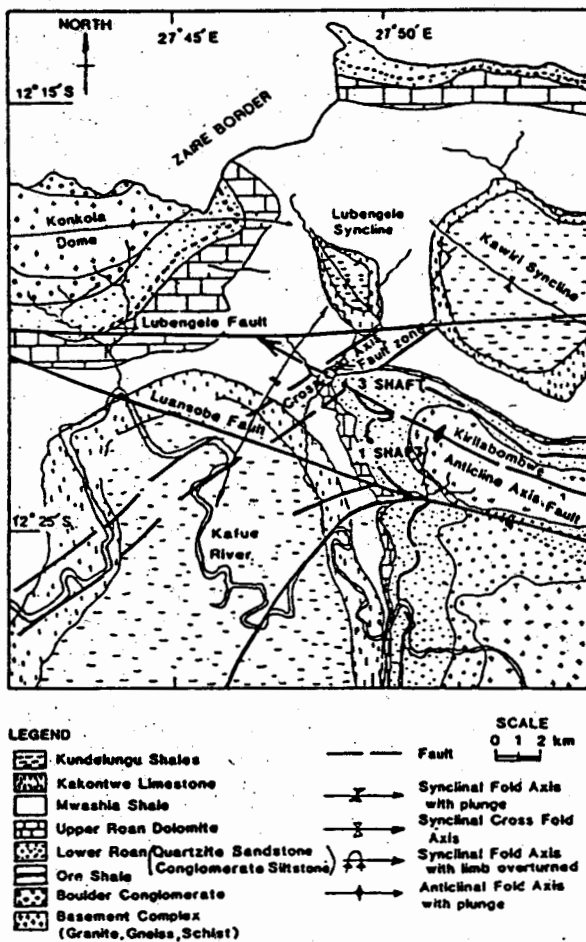 NORTH
27°45'E
27°50'E
12°15'S
ZAIRE BORDER
Konkola
Dome
Lubengele
Syncline
Kawiri Syncline
Lubengele Fault
Cross Fold Axis
Fault zone
3 SHAFT
Luansobe Fault
1 SHAFT
Kirilabombwe
Anticline Axis Fault
12°25'S
Kafue
River
LEGEND
Kundelungu Shales
Kakontwe Limestone
Mwashia Shale
Upper Roan Dolomite
Lower Roan (Quartzite Sandstone
Conglomerate Siltstone)
Orn Shale
Boulder Conglomerate
Basement Complex
(Granite, Gneiss, Schist)
SCALE
0 1 2 km
Fault
Synclinal Fold Axis
with plunge
Synclinal Cross Fold
Axis
Synclinal Fold Axis
with limb overturned
Anticlinal Fold Axis
with plunge